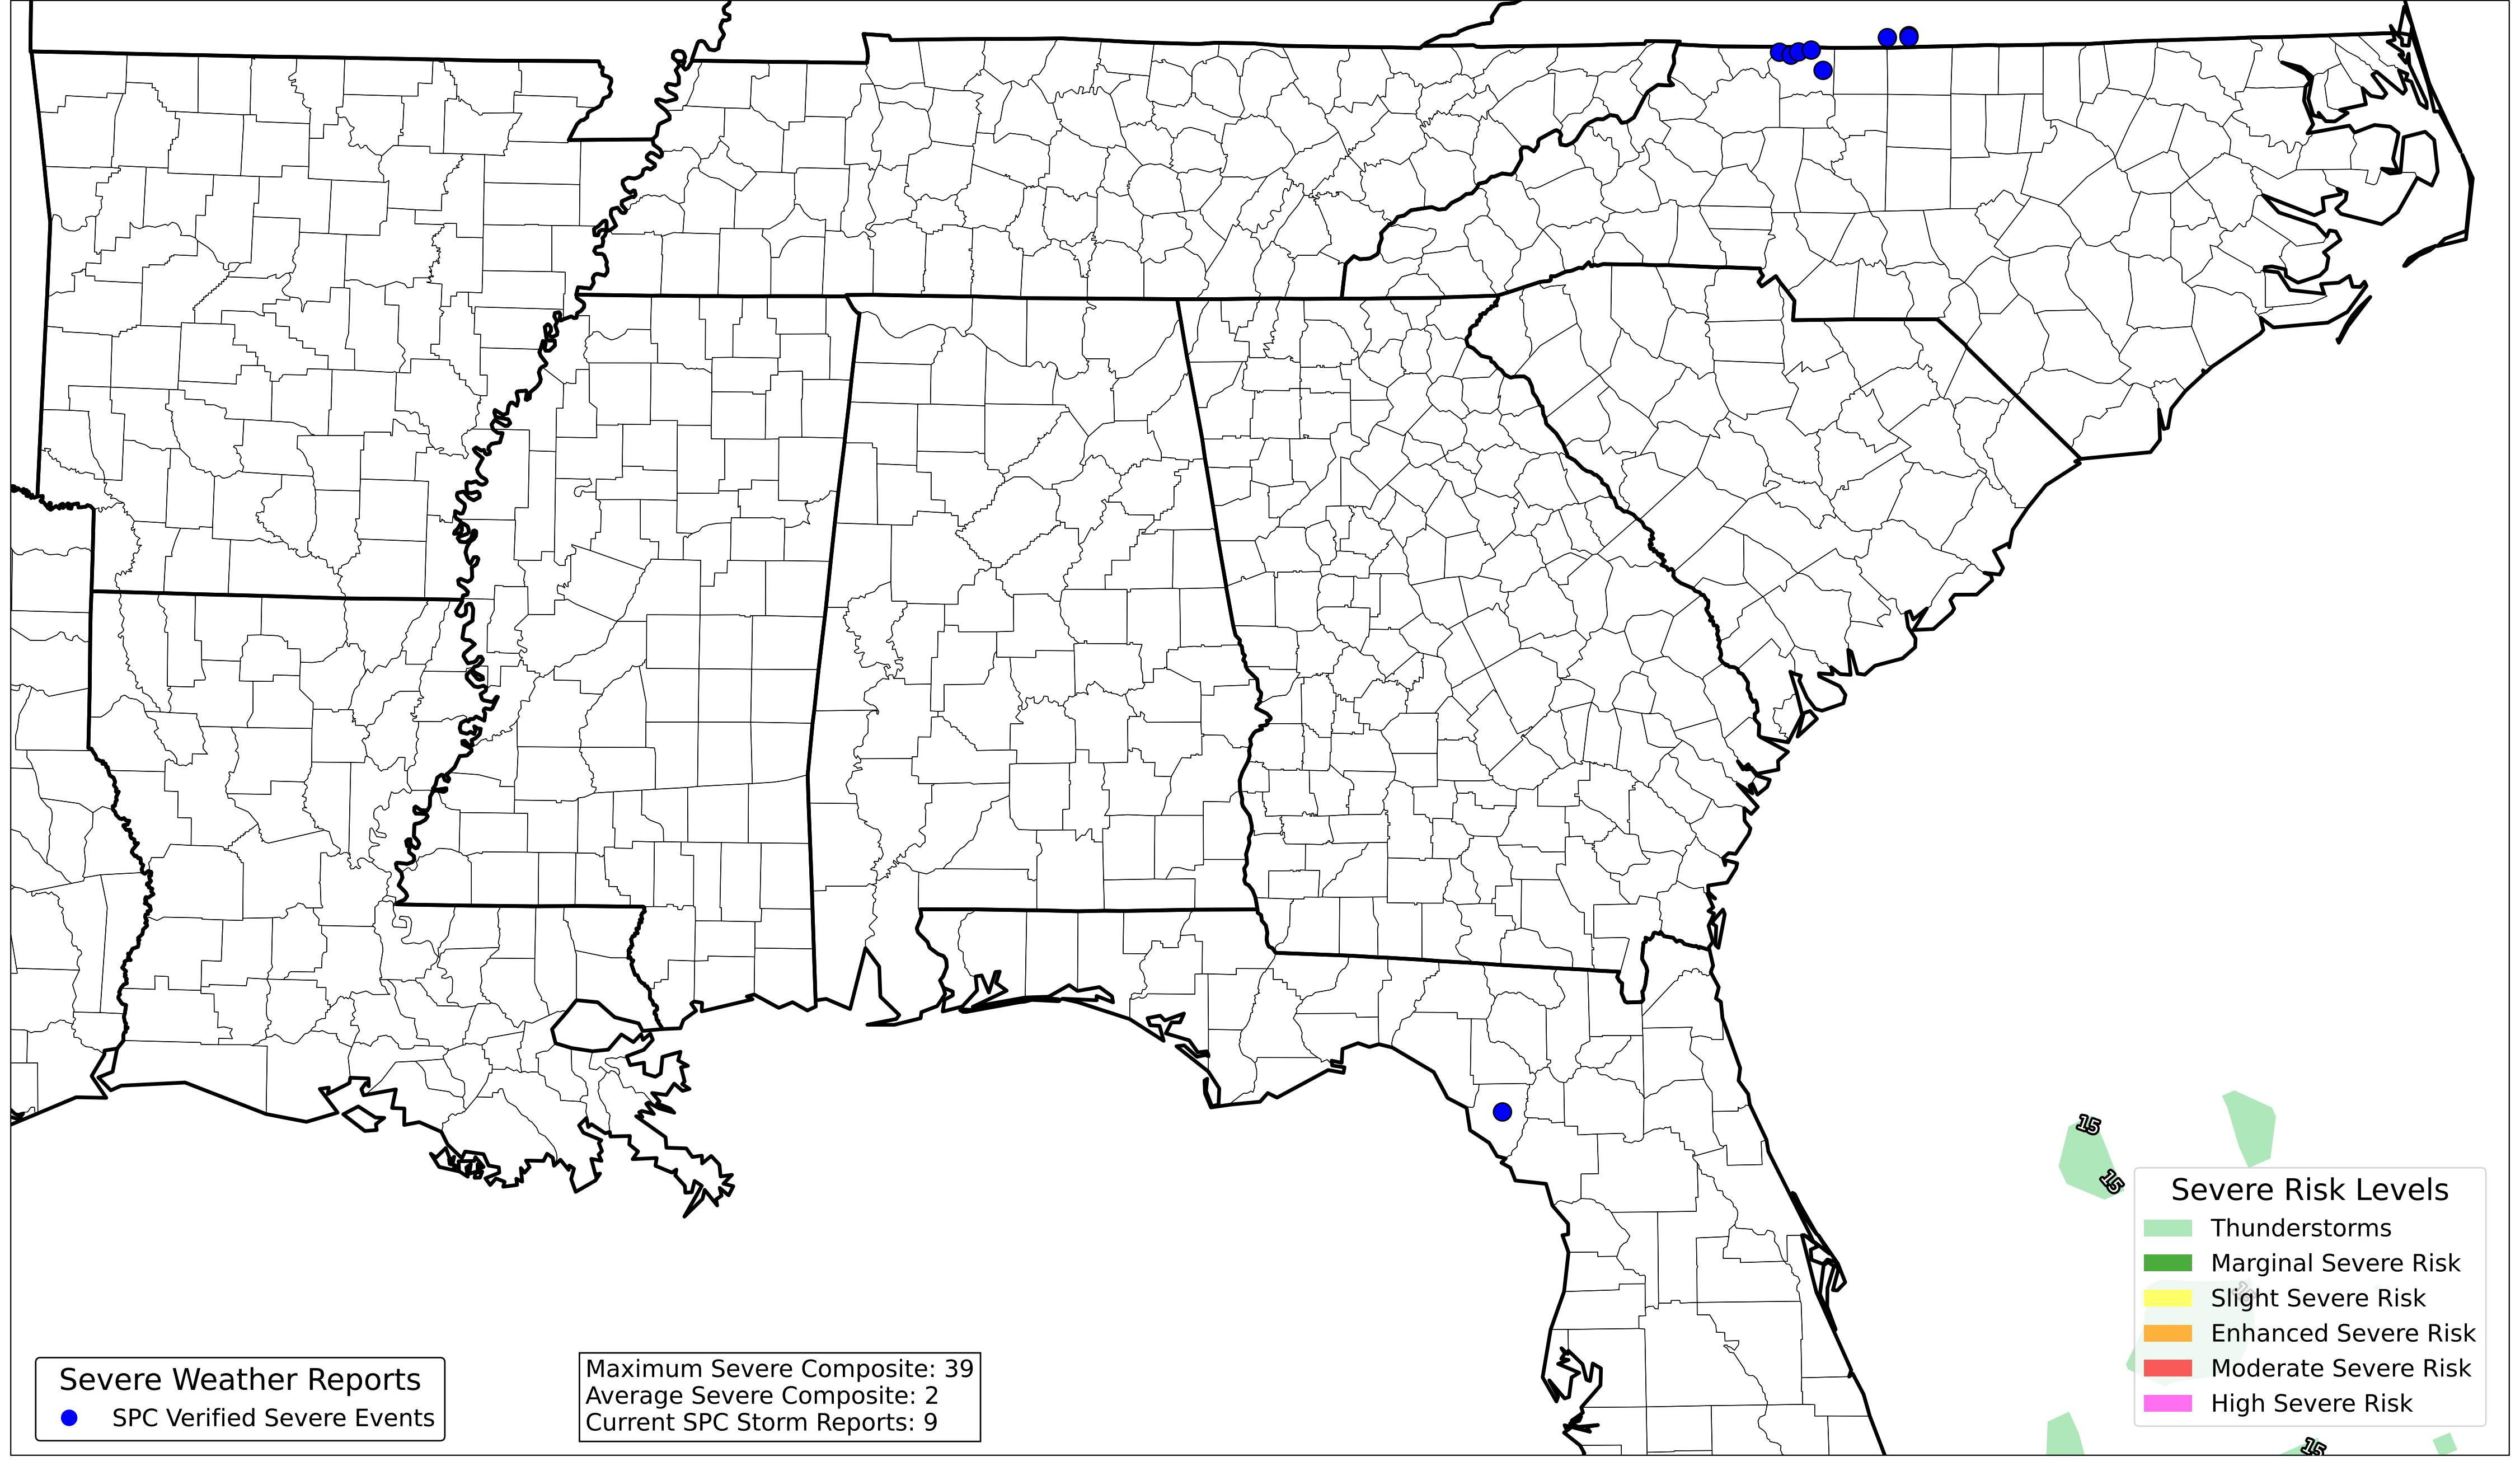 15
15
Severe Risk Levels
Thunderstorms
Marginal Severe Risk
Slight Severe Risk
Enhanced Severe Risk
Moderate Severe Risk
High Severe Risk
Severe Weather Reports
SPC Verified Severe Events
Maximum Severe Composite: 39
Average Severe Composite: 2
Current SPC Storm Reports: 9
15